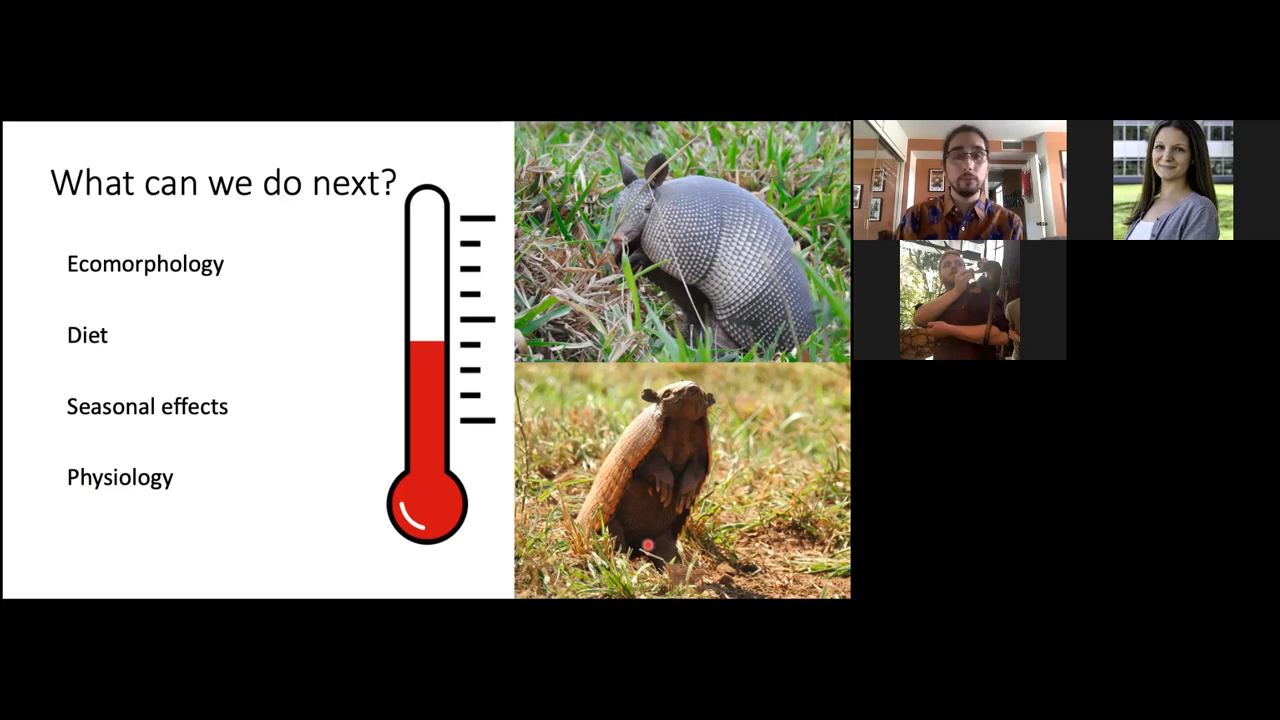 What can we do next?
Ecomorphology
Diet
Seasonal effects
Physiology